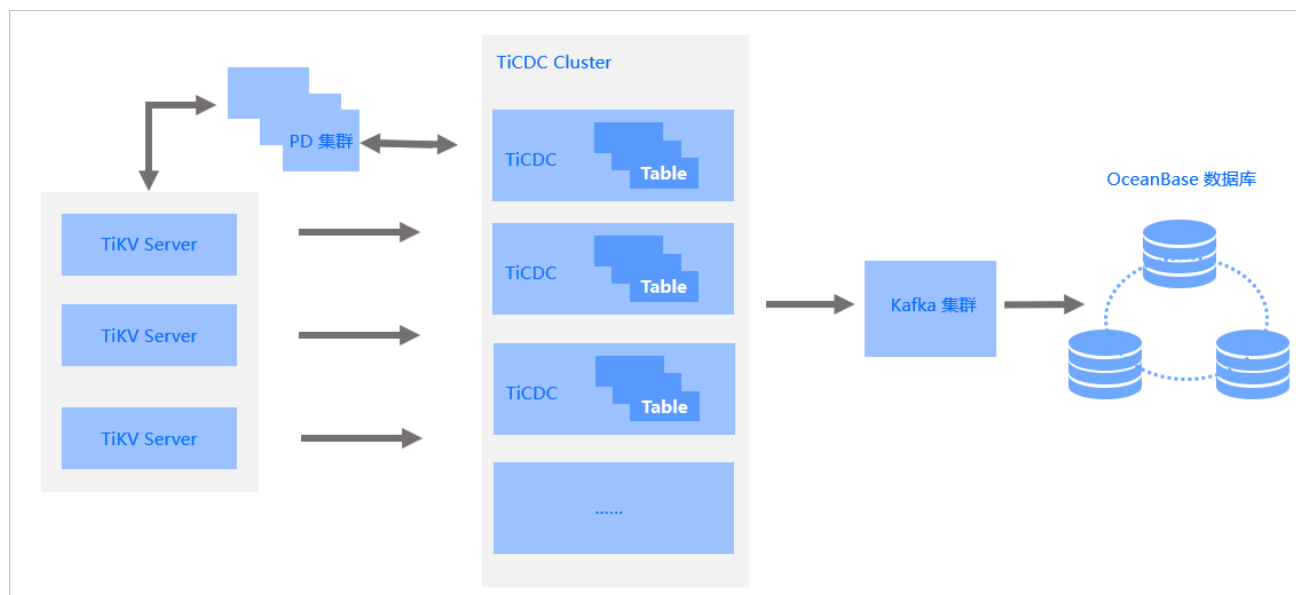 TiCDC Cluster
PD 集群
TiCDC
Table
TiKV Server
OceanBase 数据库
TiCDC
Table
TiKV Server
Kafka 集群
TiCDC
Table
TiKV Server
......